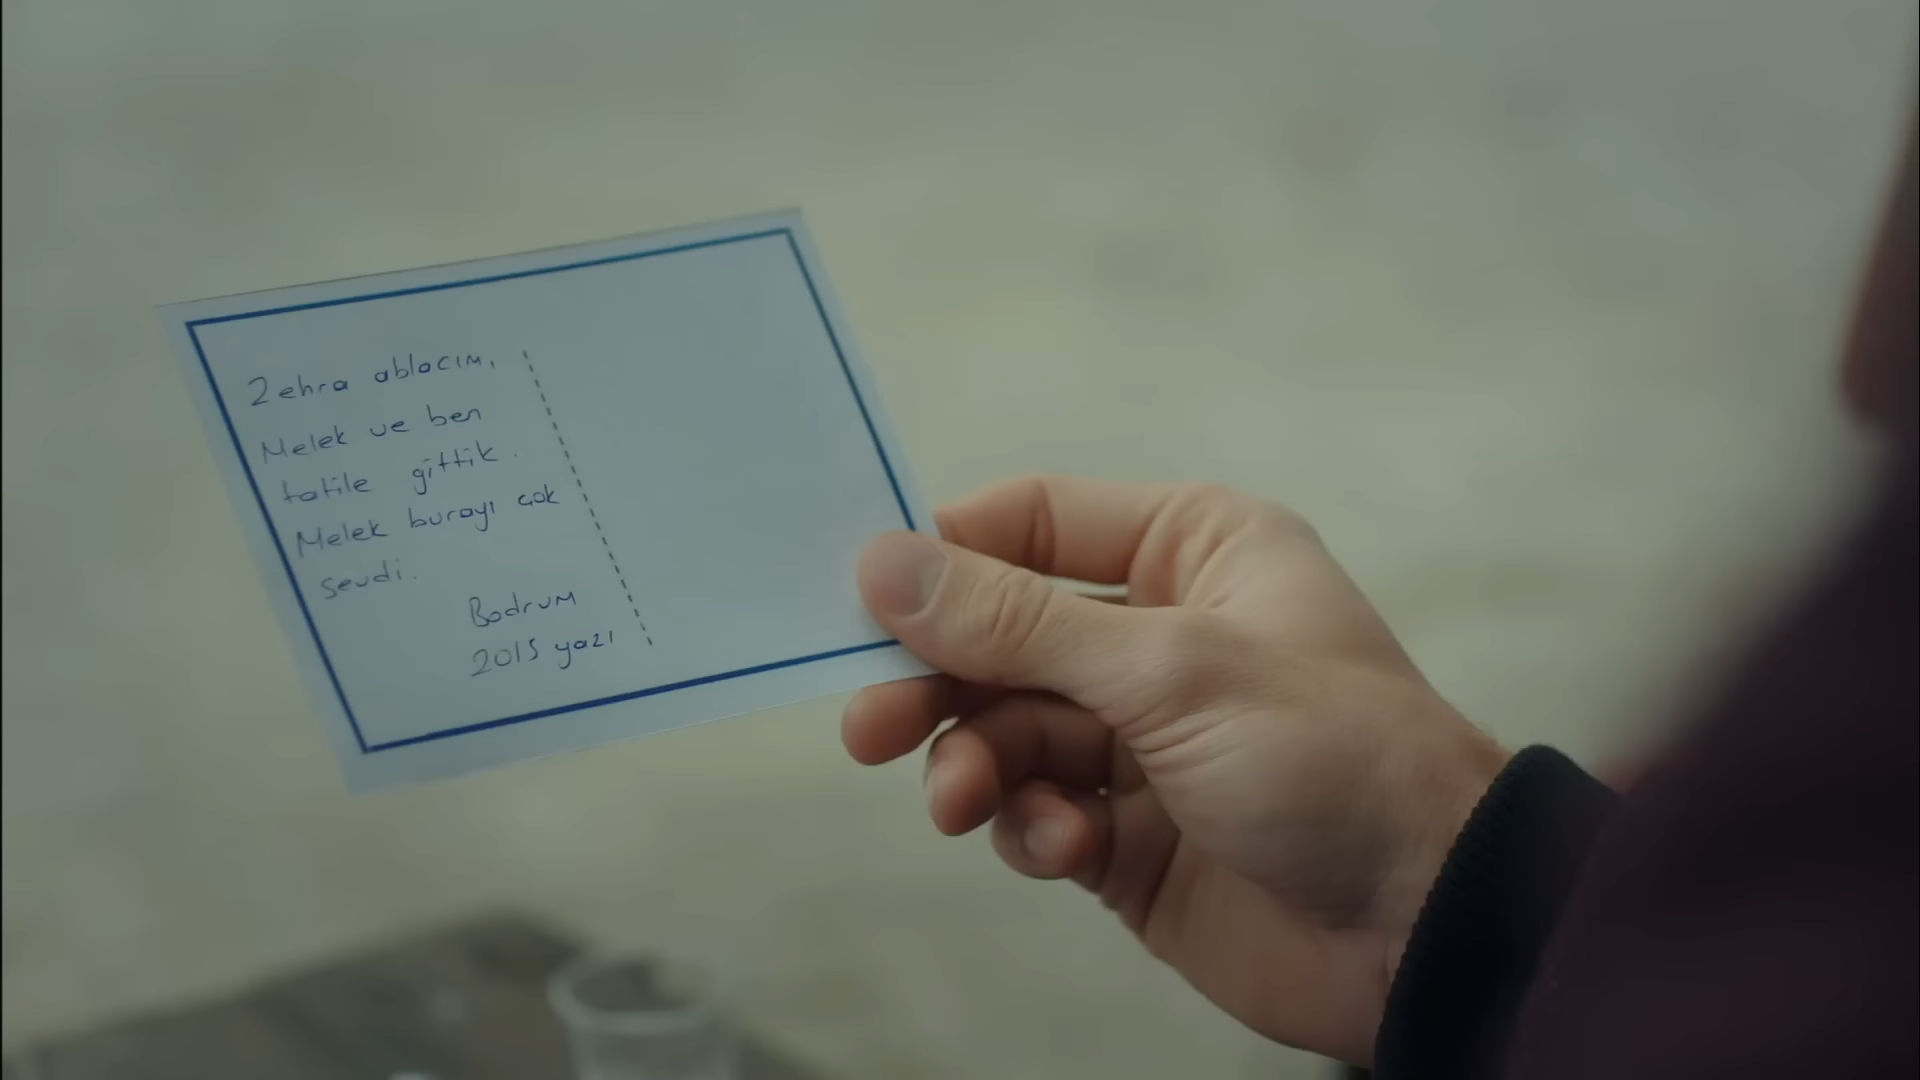 Zehra ablacım,
Melek ve ben
tatile gittik.
Melek burayı çok
sevdi.
Bodrum
2015 yazı